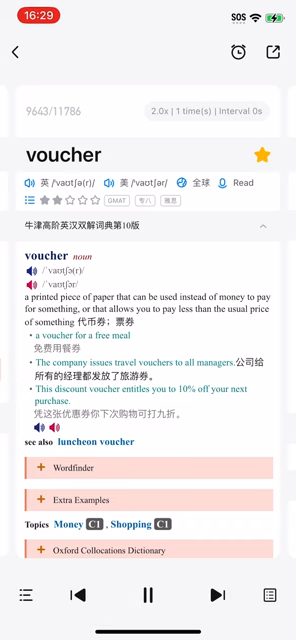 16:29
SOS
9643/11786
2.0x | 1 time(s) | Interval 0s
voucher
英 /ˈvaʊtʃə(r)/ 美 /ˈvaʊtʃər/ 全球 Read
GMAT 专八 雅思
牛津高阶英汉双解词典第10版
voucher noun
/ˈvaʊtʃə(r)/
/ˈvaʊtʃər/
a printed piece of paper that can be used instead of money to pay
for something, or that allows you to pay less than the usual price
of something 代币券；票券
• a voucher for a free meal
免费用餐券
• The company issues travel vouchers to all managers.公司给
所有的经理都发放了旅游券。
• This discount voucher entitles you to 10% off your next
purchase.
凭这张优惠券你下次购物可打九折。
see also luncheon voucher
+ Wordfinder
+ Extra Examples
Topics Money C1 , Shopping C1
+ Oxford Collocations Dictionary